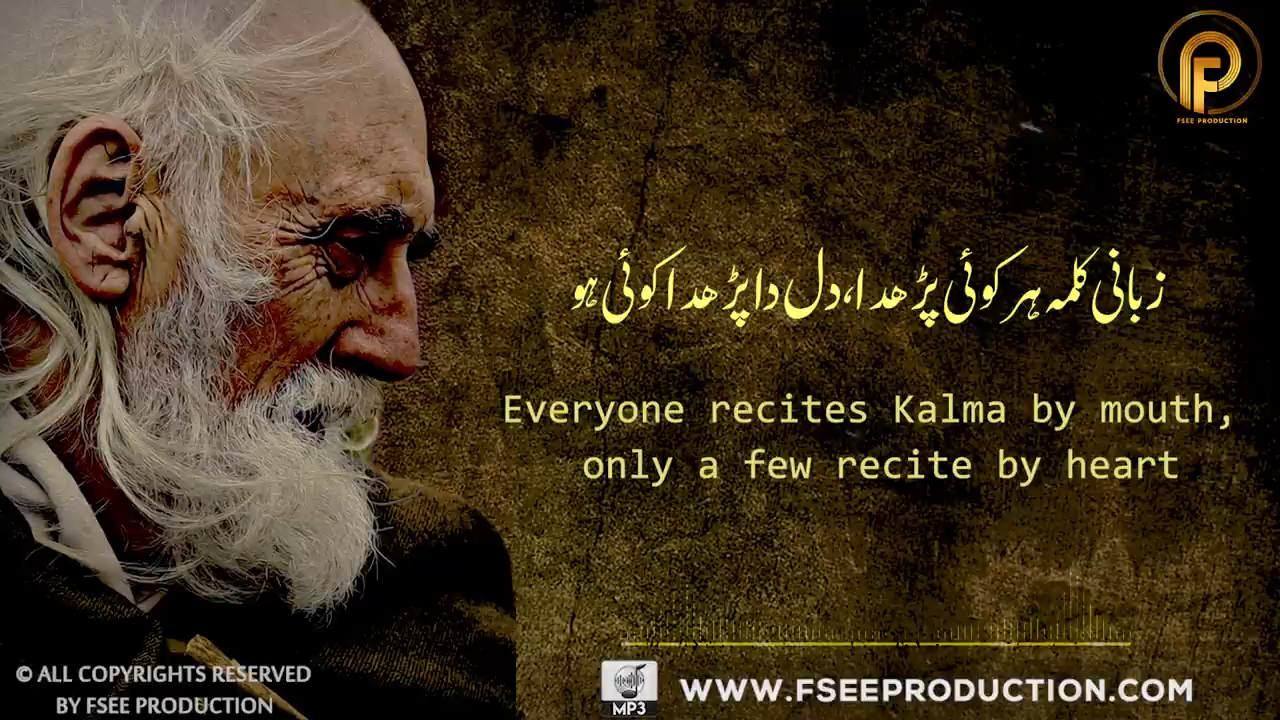 FSEE PRODUCTION
زبانی کلمہ ہر کوئی پڑھدا، دل دا پڑھدا کوئی ہو
Everyone recites Kalma by mouth,
only a few recite by heart
© ALL COPYRIGHTS RESERVED
BY FSEE PRODUCTION
MP3
WWW.FSEEPRODUCTION.COM